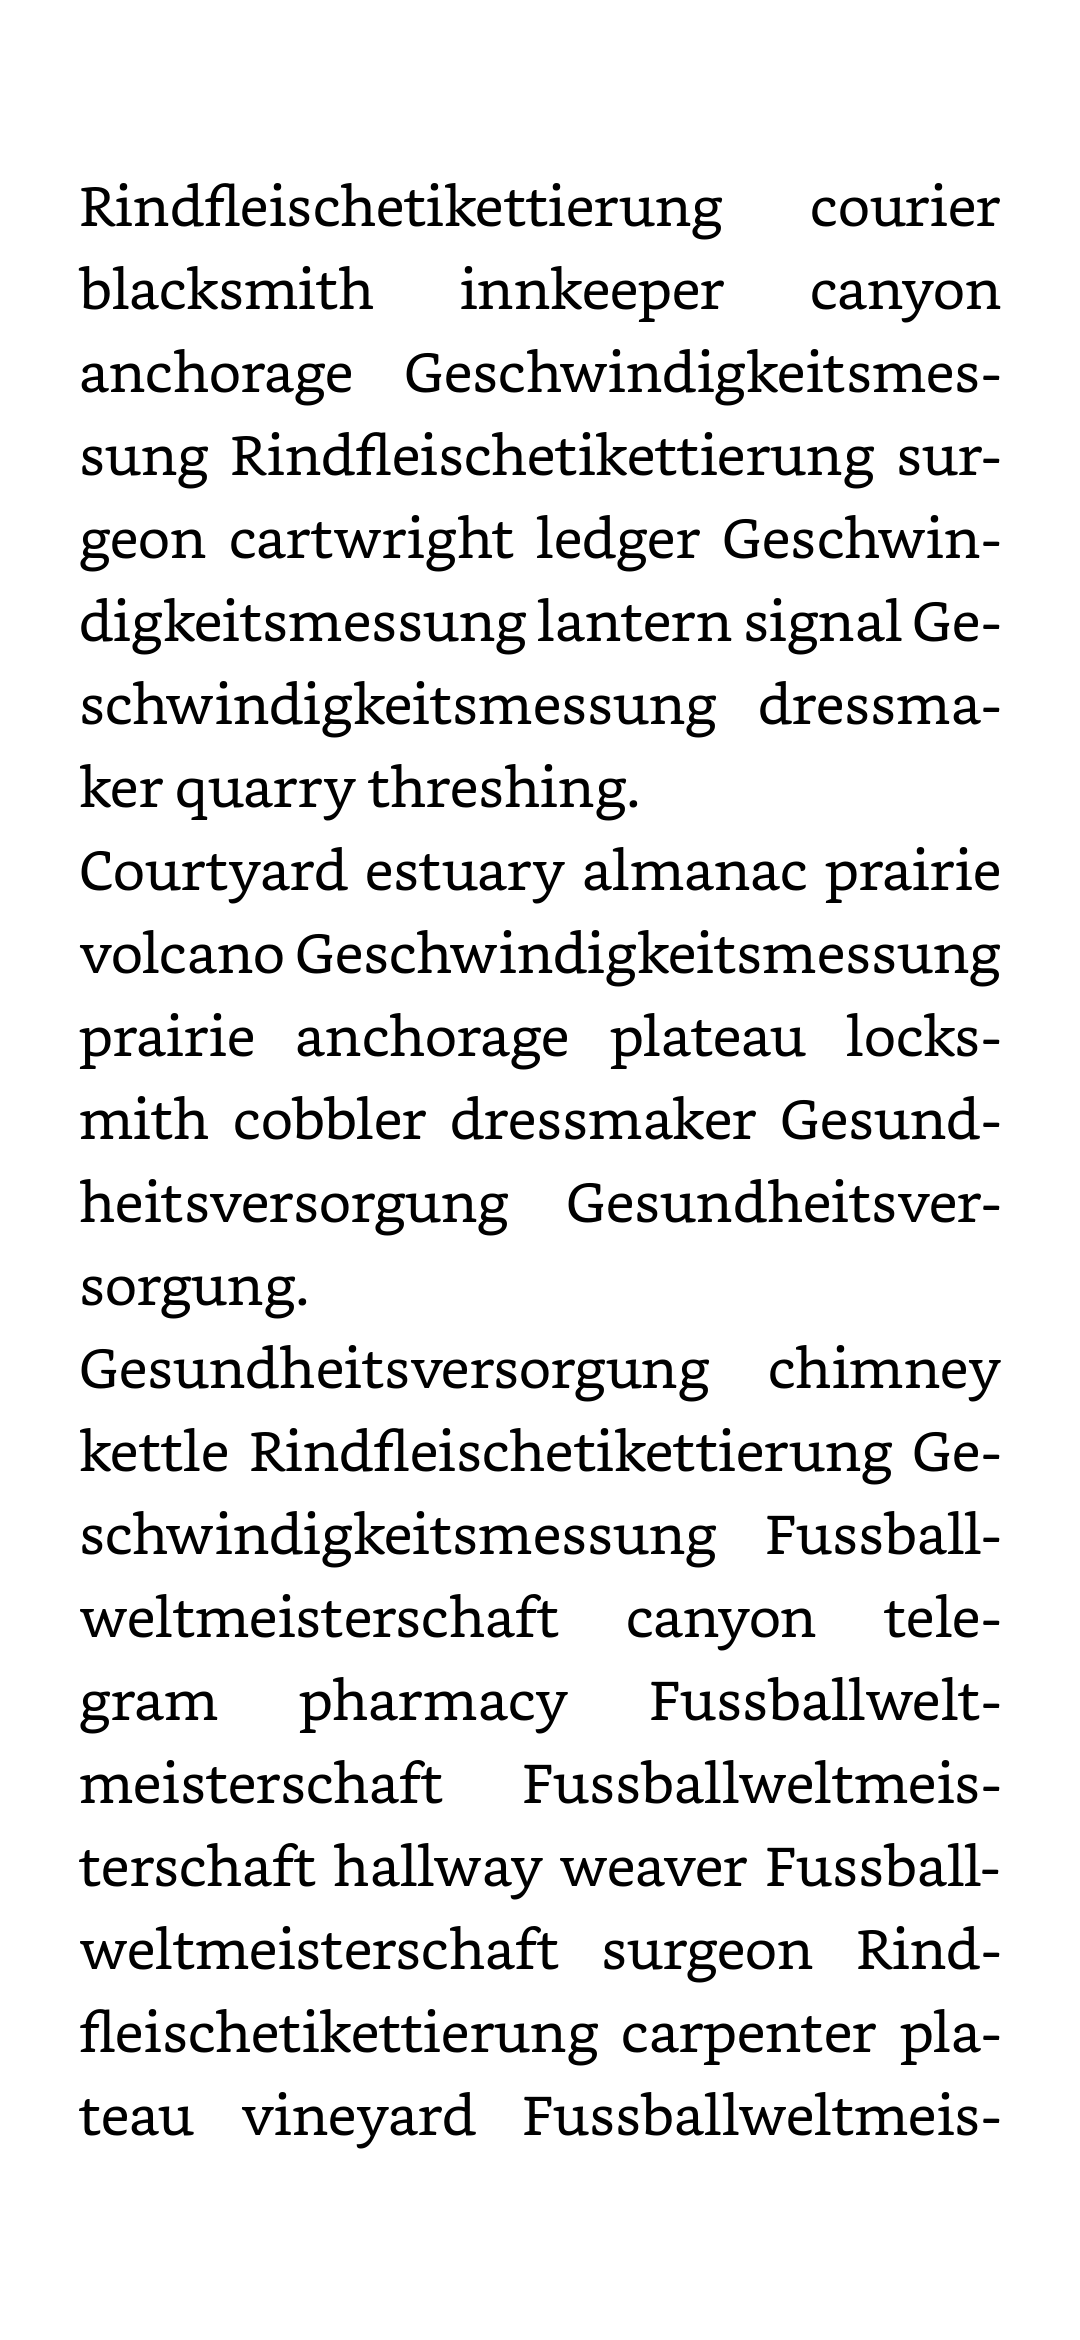 Rindfleischetikettierung courier
blacksmith innkeeper canyon
anchorage Geschwindigkeitsmes-
sung Rindfleischetikettierung sur-
geon cartwright ledger Geschwin-
digkeitsmessung lantern signal Ge-
schwindigkeitsmessung dressma-
ker quarry threshing.
Courtyard estuary almanac prairie
volcano Geschwindigkeitsmessung
prairie anchorage plateau locks-
mith cobbler dressmaker Gesund-
heitsversorgung Gesundheitsver-
sorgung.
Gesundheitsversorgung chimney
kettle Rindfleischetikettierung Ge-
schwindigkeitsmessung Fussball-
weltmeisterschaft canyon tele-
gram pharmacy Fussballwelt-
meisterschaft Fussballweltmeis-
terschaft hallway weaver Fussball-
weltmeisterschaft surgeon Rind-
fleischetikettierung carpenter pla-
teau vineyard Fussballweltmeis-